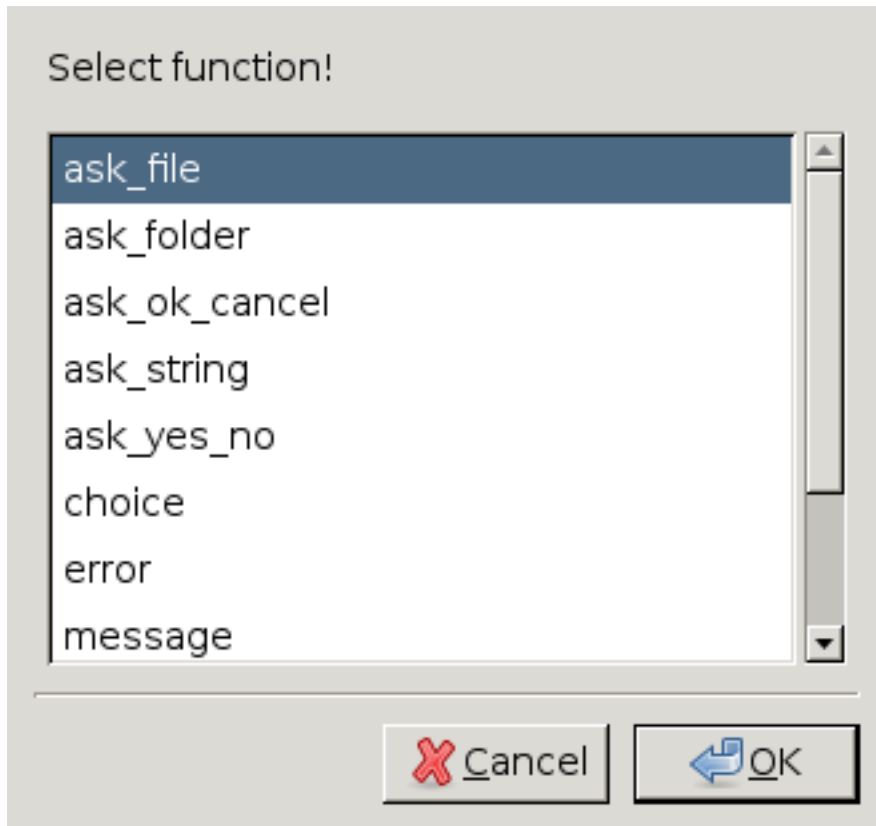 Select function!
ask_file
ask_folder
ask_ok_cancel
ask_string
ask_yes_no
choice
error
message
Cancel
OK